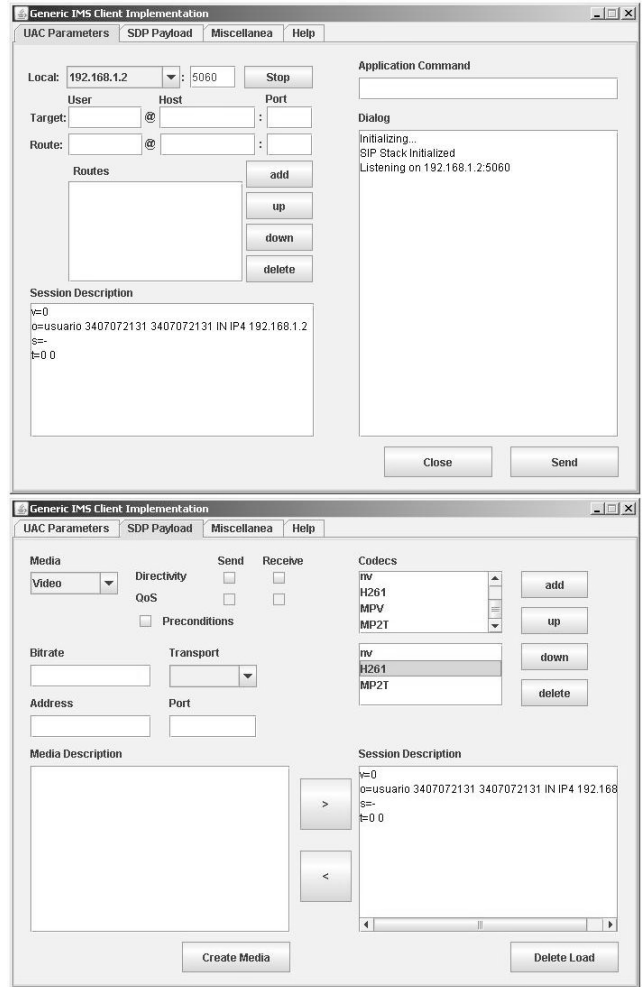 Generic IMS Client Implementation
UAC Parameters SDP Payload Miscellanea Help
Local: 192.168.1.2 : 5060 Stop
User Host Port
Target: @ :
Route: @ :
Routes
add
up
down
delete
Session Description
v=0
o=usuario 3407072131 3407072131 IN IP4 192.168.1.2
s=-
t=0 0
Application Command
Dialog
Initializing...
SIP Stack Initialized
Listening on 192.168.1.2:5060
Close Send
Generic IMS Client Implementation
UAC Parameters SDP Payload Miscellanea Help
Media
Video
Send Receive
Directivity
QoS
Preconditions
Bitrate Transport
Address Port
Codecs
nv
H261
MPV
MP2T
nv
H261
MP2T
add
up
down
delete
Media Description
>
<
Session Description
v=0
o=usuario 3407072131 3407072131 IN IP4 192.168
s=-
t=0 0
Create Media Delete Load